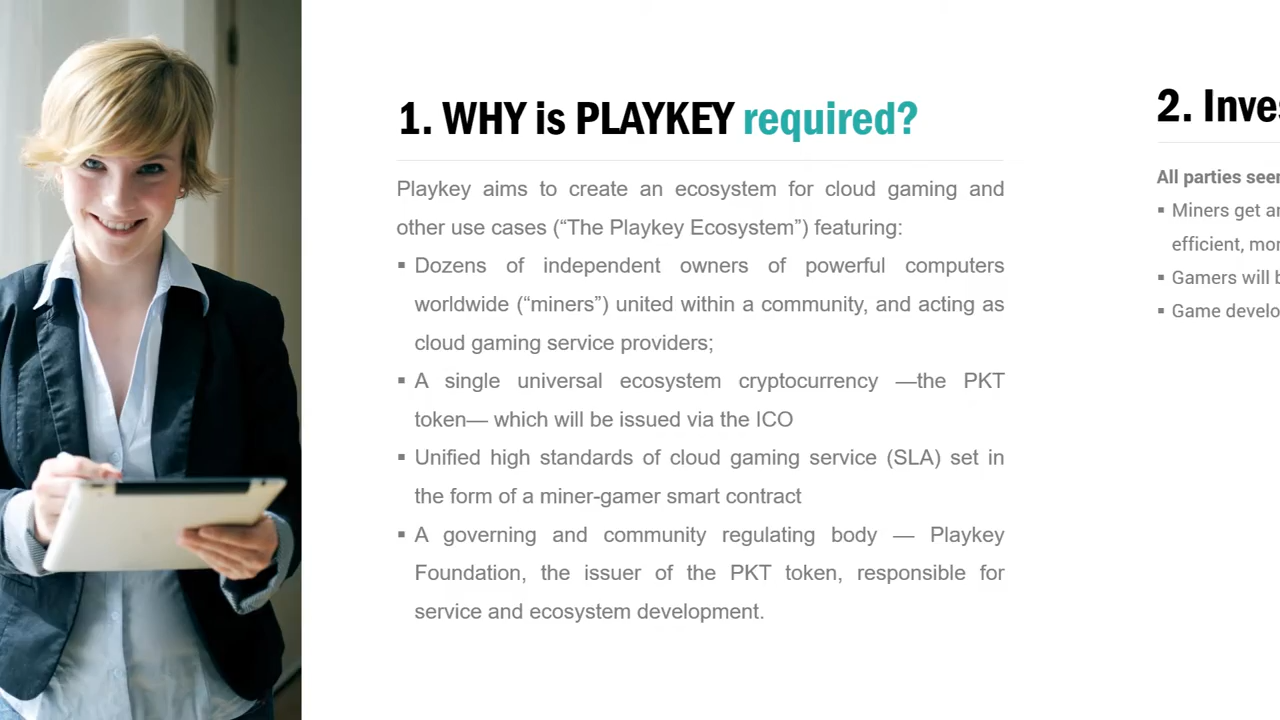 1. WHY is PLAYKEY required?
Playkey aims to create an ecosystem for cloud gaming and
other use cases (“The Playkey Ecosystem”) featuring:
▪ Dozens of independent owners of powerful computers
worldwide (“miners”) united within a community, and acting as
cloud gaming service providers;
▪ A single universal ecosystem cryptocurrency —the PKT
token— which will be issued via the ICO
▪ Unified high standards of cloud gaming service (SLA) set in
the form of a miner-gamer smart contract
▪ A governing and community regulating body — Playkey
Foundation, the issuer of the PKT token, responsible for
service and ecosystem development.
2.
All parties
▪ Miners get
efficient,
▪ Gamers will
▪ Game